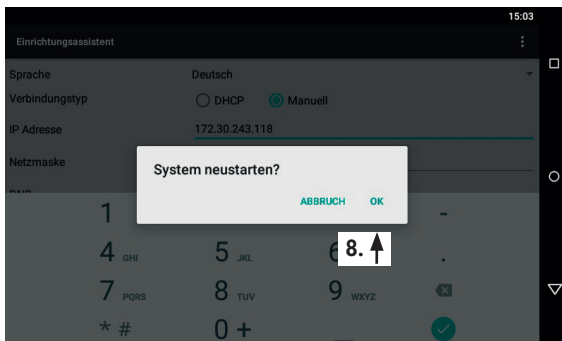 15:03
Einrichtungsassistent
Sprache Deutsch
Verbindungstyp DHCP Manuell
IP Adresse 172.30.243.118
Netzmaske
System neustarten?
ABBRUCH OK
8.
1 -
4 GHI 5 JKL 6 .
7 PQRS 8 TUV 9 WXYZ
* # 0 +